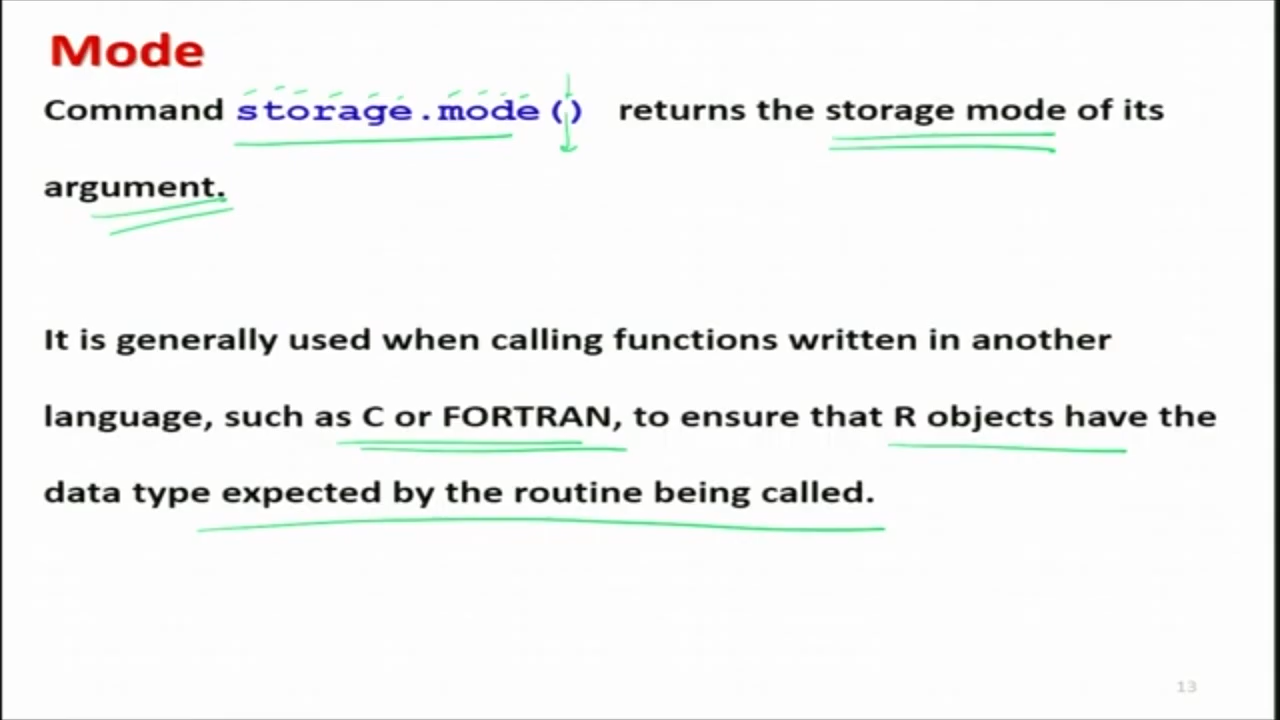 Mode
Command storage.mode() returns the storage mode of its
argument.
It is generally used when calling functions written in another
language, such as C or FORTRAN, to ensure that R objects have the
data type expected by the routine being called.
13